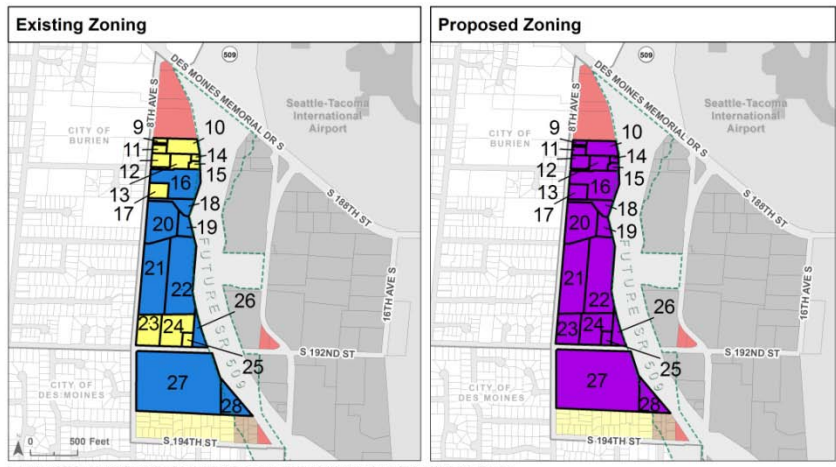 Existing Zoning
509
DES MOINES MEMORIAL DR S
8TH AVE S
Seattle-Tacoma
International
Airport
CITY OF
BURIEN
9
10
11
14
12
15
16
13
S 188TH ST
17
18
20
19
FUTURE SR 509
16TH AVE S
21
22
26
23
24
S 192ND ST
25
27
CITY OF
DES MOINES
28
S 194TH ST
0 500 Feet
Proposed Zoning
509
DES MOINES MEMORIAL DR S
8TH AVE S
Seattle-Tacoma
International
Airport
CITY OF
BURIEN
9
10
11
14
12
15
16
13
S 188TH ST
17
18
20
19
FUTURE SR 509
16TH AVE S
21
22
26
23
24
S 192ND ST
25
27
CITY OF
DES MOINES
28
S 194TH ST